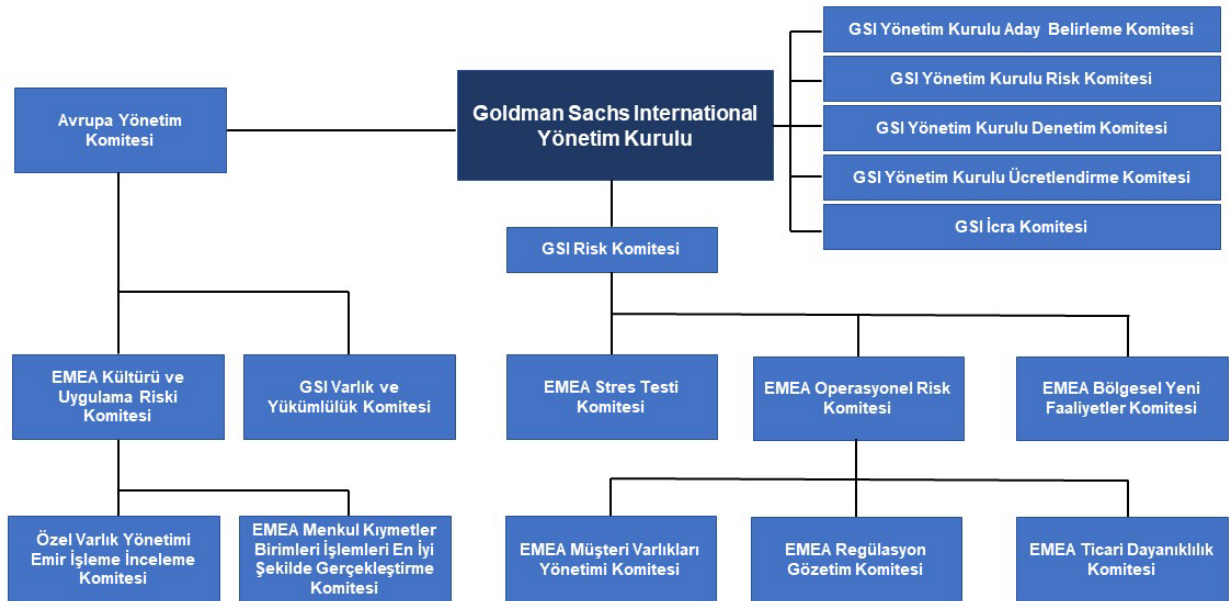 GSI Yönetim Kurulu Aday Belirleme Komitesi
GSI Yönetim Kurulu Risk Komitesi
GSI Yönetim Kurulu Denetim Komitesi
GSI Yönetim Kurulu Ücretlendirme Komitesi
GSI İcra Komitesi
Goldman Sachs International
Yönetim Kurulu
Avrupa Yönetim
Komitesi
GSI Risk Komitesi
EMEA Kültürü ve
Uygulama Riski
Komitesi
GSI Varlık ve
Yükümlülük Komitesi
EMEA Stres Testi
Komitesi
EMEA Operasyonel Risk
Komitesi
EMEA Bölgesel Yeni
Faaliyetler Komitesi
Özel Varlık Yönetimi
Emir İşleme İnceleme
Komitesi
EMEA Menkul Kıymetler
Birimleri İşlemleri En İyi
Şekilde Gerçekleştirme
Komitesi
EMEA Müşteri Varlıkları
Yönetimi Komitesi
EMEA Regülasyon
Gözetim Komitesi
EMEA Ticari Dayanıklılık
Komitesi